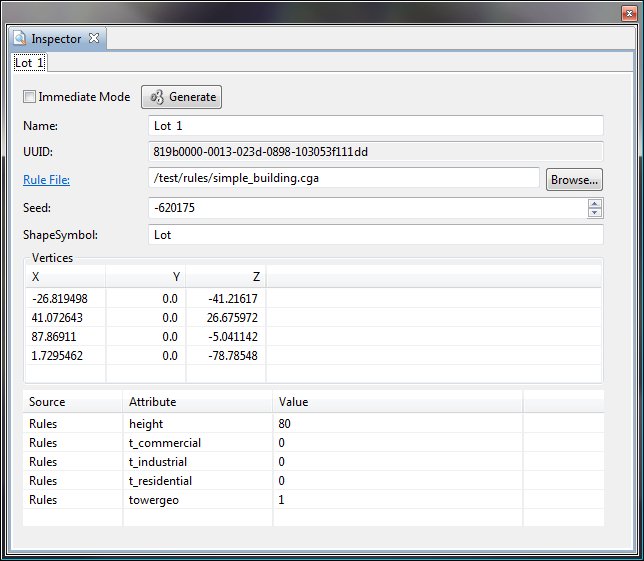 Inspector
Lot 1
Immediate Mode Generate
Name: Lot 1
UUID: 819b0000-0013-023d-0898-103053f111dd
Rule File: /test/rules/simple_building.cga Browse...
Seed: -620175
ShapeSymbol: Lot
Vertices
X Y Z
-26.819498 0.0 -41.21617
41.072643 0.0 26.675972
87.86911 0.0 -5.041142
1.7295462 0.0 -78.78548
Source Attribute Value
Rules height 80
Rules t_commercial 0
Rules t_industrial 0
Rules t_residential 0
Rules towergeo 1